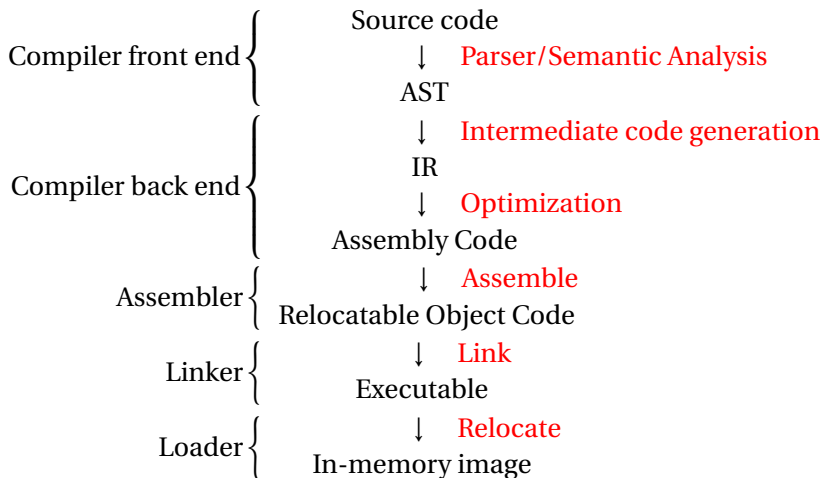 Source code
Compiler front end
↓ Parser/Semantic Analysis
AST
↓ Intermediate code generation
IR
Compiler back end
↓ Optimization
Assembly Code
↓ Assemble
Assembler
Relocatable Object Code
↓ Link
Linker
Executable
↓ Relocate
Loader
In-memory image